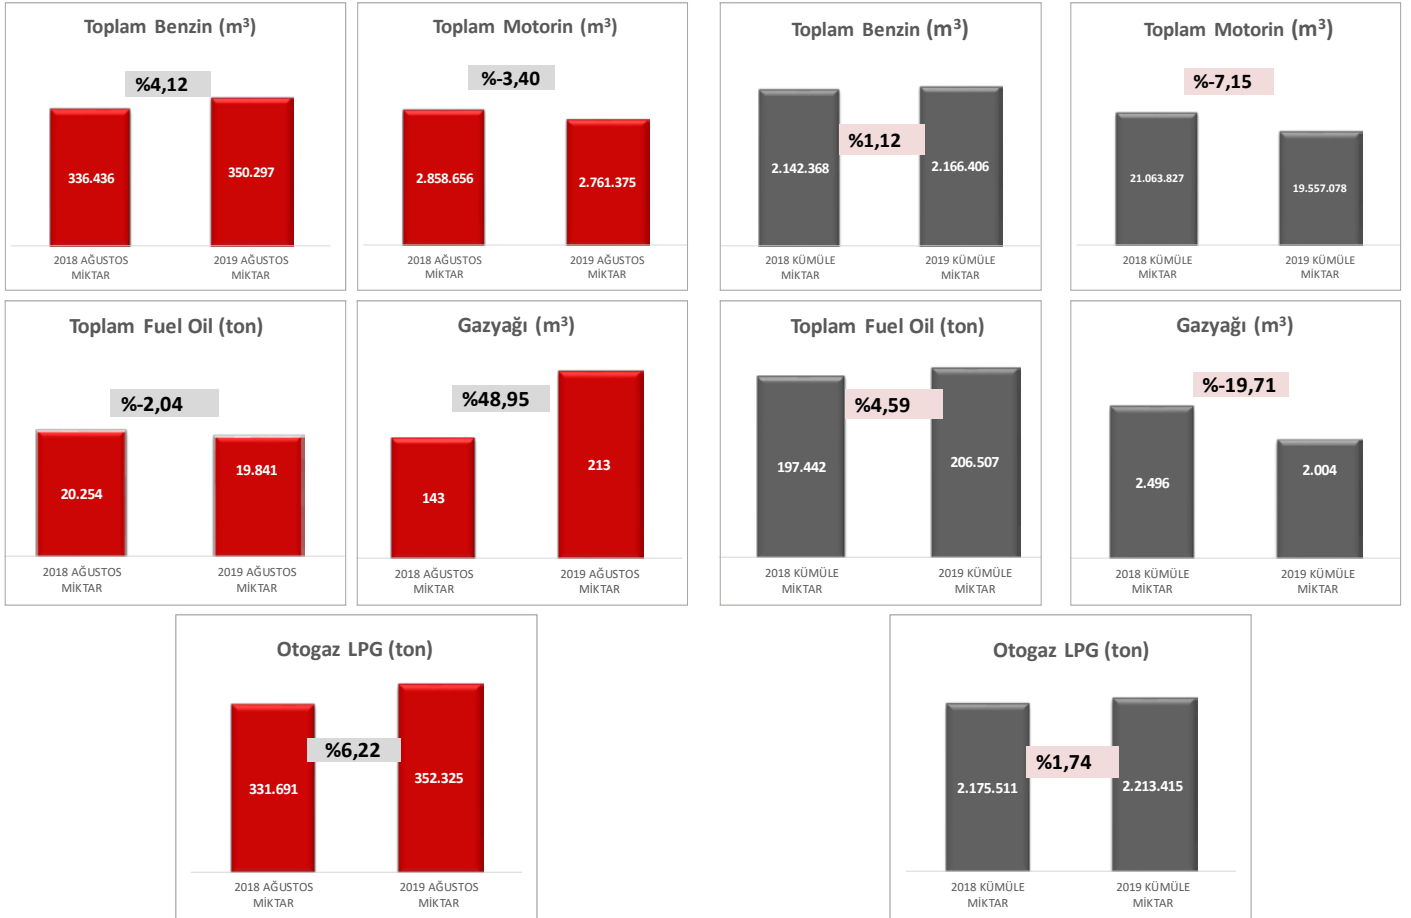 Toplam Benzin (m³)
%4,12
336.436
350.297
2018 AĞUSTOS
MİKTAR
2019 AĞUSTOS
MİKTAR
Toplam Motorin (m³)
%-3,40
2.858.656
2.761.375
2018 AĞUSTOS
MİKTAR
2019 AĞUSTOS
MİKTAR
Toplam Benzin (m³)
%1,12
2.142.368
2.166.406
2018 KÜMÜLE
MİKTAR
2019 KÜMÜLE
MİKTAR
Toplam Motorin (m³)
%-7,15
21.063.827
19.557.078
2018 KÜMÜLE
MİKTAR
2019 KÜMÜLE
MİKTAR
Toplam Fuel Oil (ton)
%-2,04
20.254
19.841
2018 AĞUSTOS
MİKTAR
2019 AĞUSTOS
MİKTAR
Gazyağı (m³)
%48,95
143
213
2018 AĞUSTOS
MİKTAR
2019 AĞUSTOS
MİKTAR
Toplam Fuel Oil (ton)
%4,59
197.442
206.507
2018 KÜMÜLE
MİKTAR
2019 KÜMÜLE
MİKTAR
Gazyağı (m³)
%-19,71
2.496
2.004
2018 KÜMÜLE
MİKTAR
2019 KÜMÜLE
MİKTAR
Otogaz LPG (ton)
%6,22
331.691
352.325
2018 AĞUSTOS
MİKTAR
2019 AĞUSTOS
MİKTAR
Otogaz LPG (ton)
%1,74
2.175.511
2.213.415
2018 KÜMÜLE
MİKTAR
2019 KÜMÜLE
MİKTAR